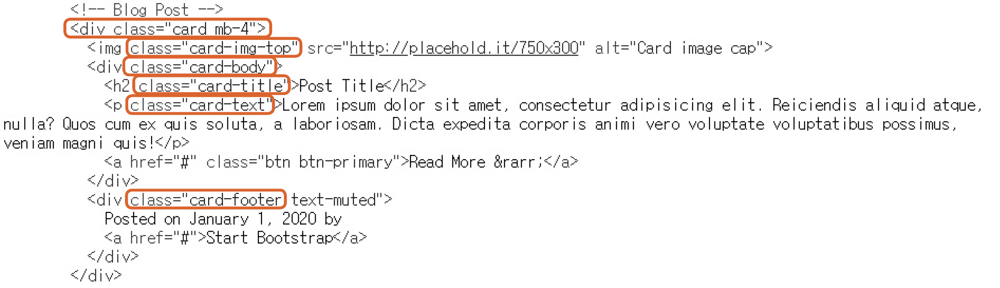 <!-- Blog Post -->
<div class="card mb-4">
<img class="card-img-top" src="http://placehold.it/750x300" alt="Card image cap">
<div class="card-body">
<h2 class="card-title">Post Title</h2>
<p class="card-text">Lorem ipsum dolor sit amet, consectetur adipisicing elit. Reiciendis aliquid atque,
nulla? Quos cum ex quis soluta, a laboriosam. Dicta expedita corporis animi vero voluptate voluptatibus possimus,
veniam magni quis!</p>
<a href="#" class="btn btn-primary">Read More &rarr;</a>
</div>
<div class="card-footer text-muted">
Posted on January 1, 2020 by
<a href="#">Start Bootstrap</a>
</div>
</div>